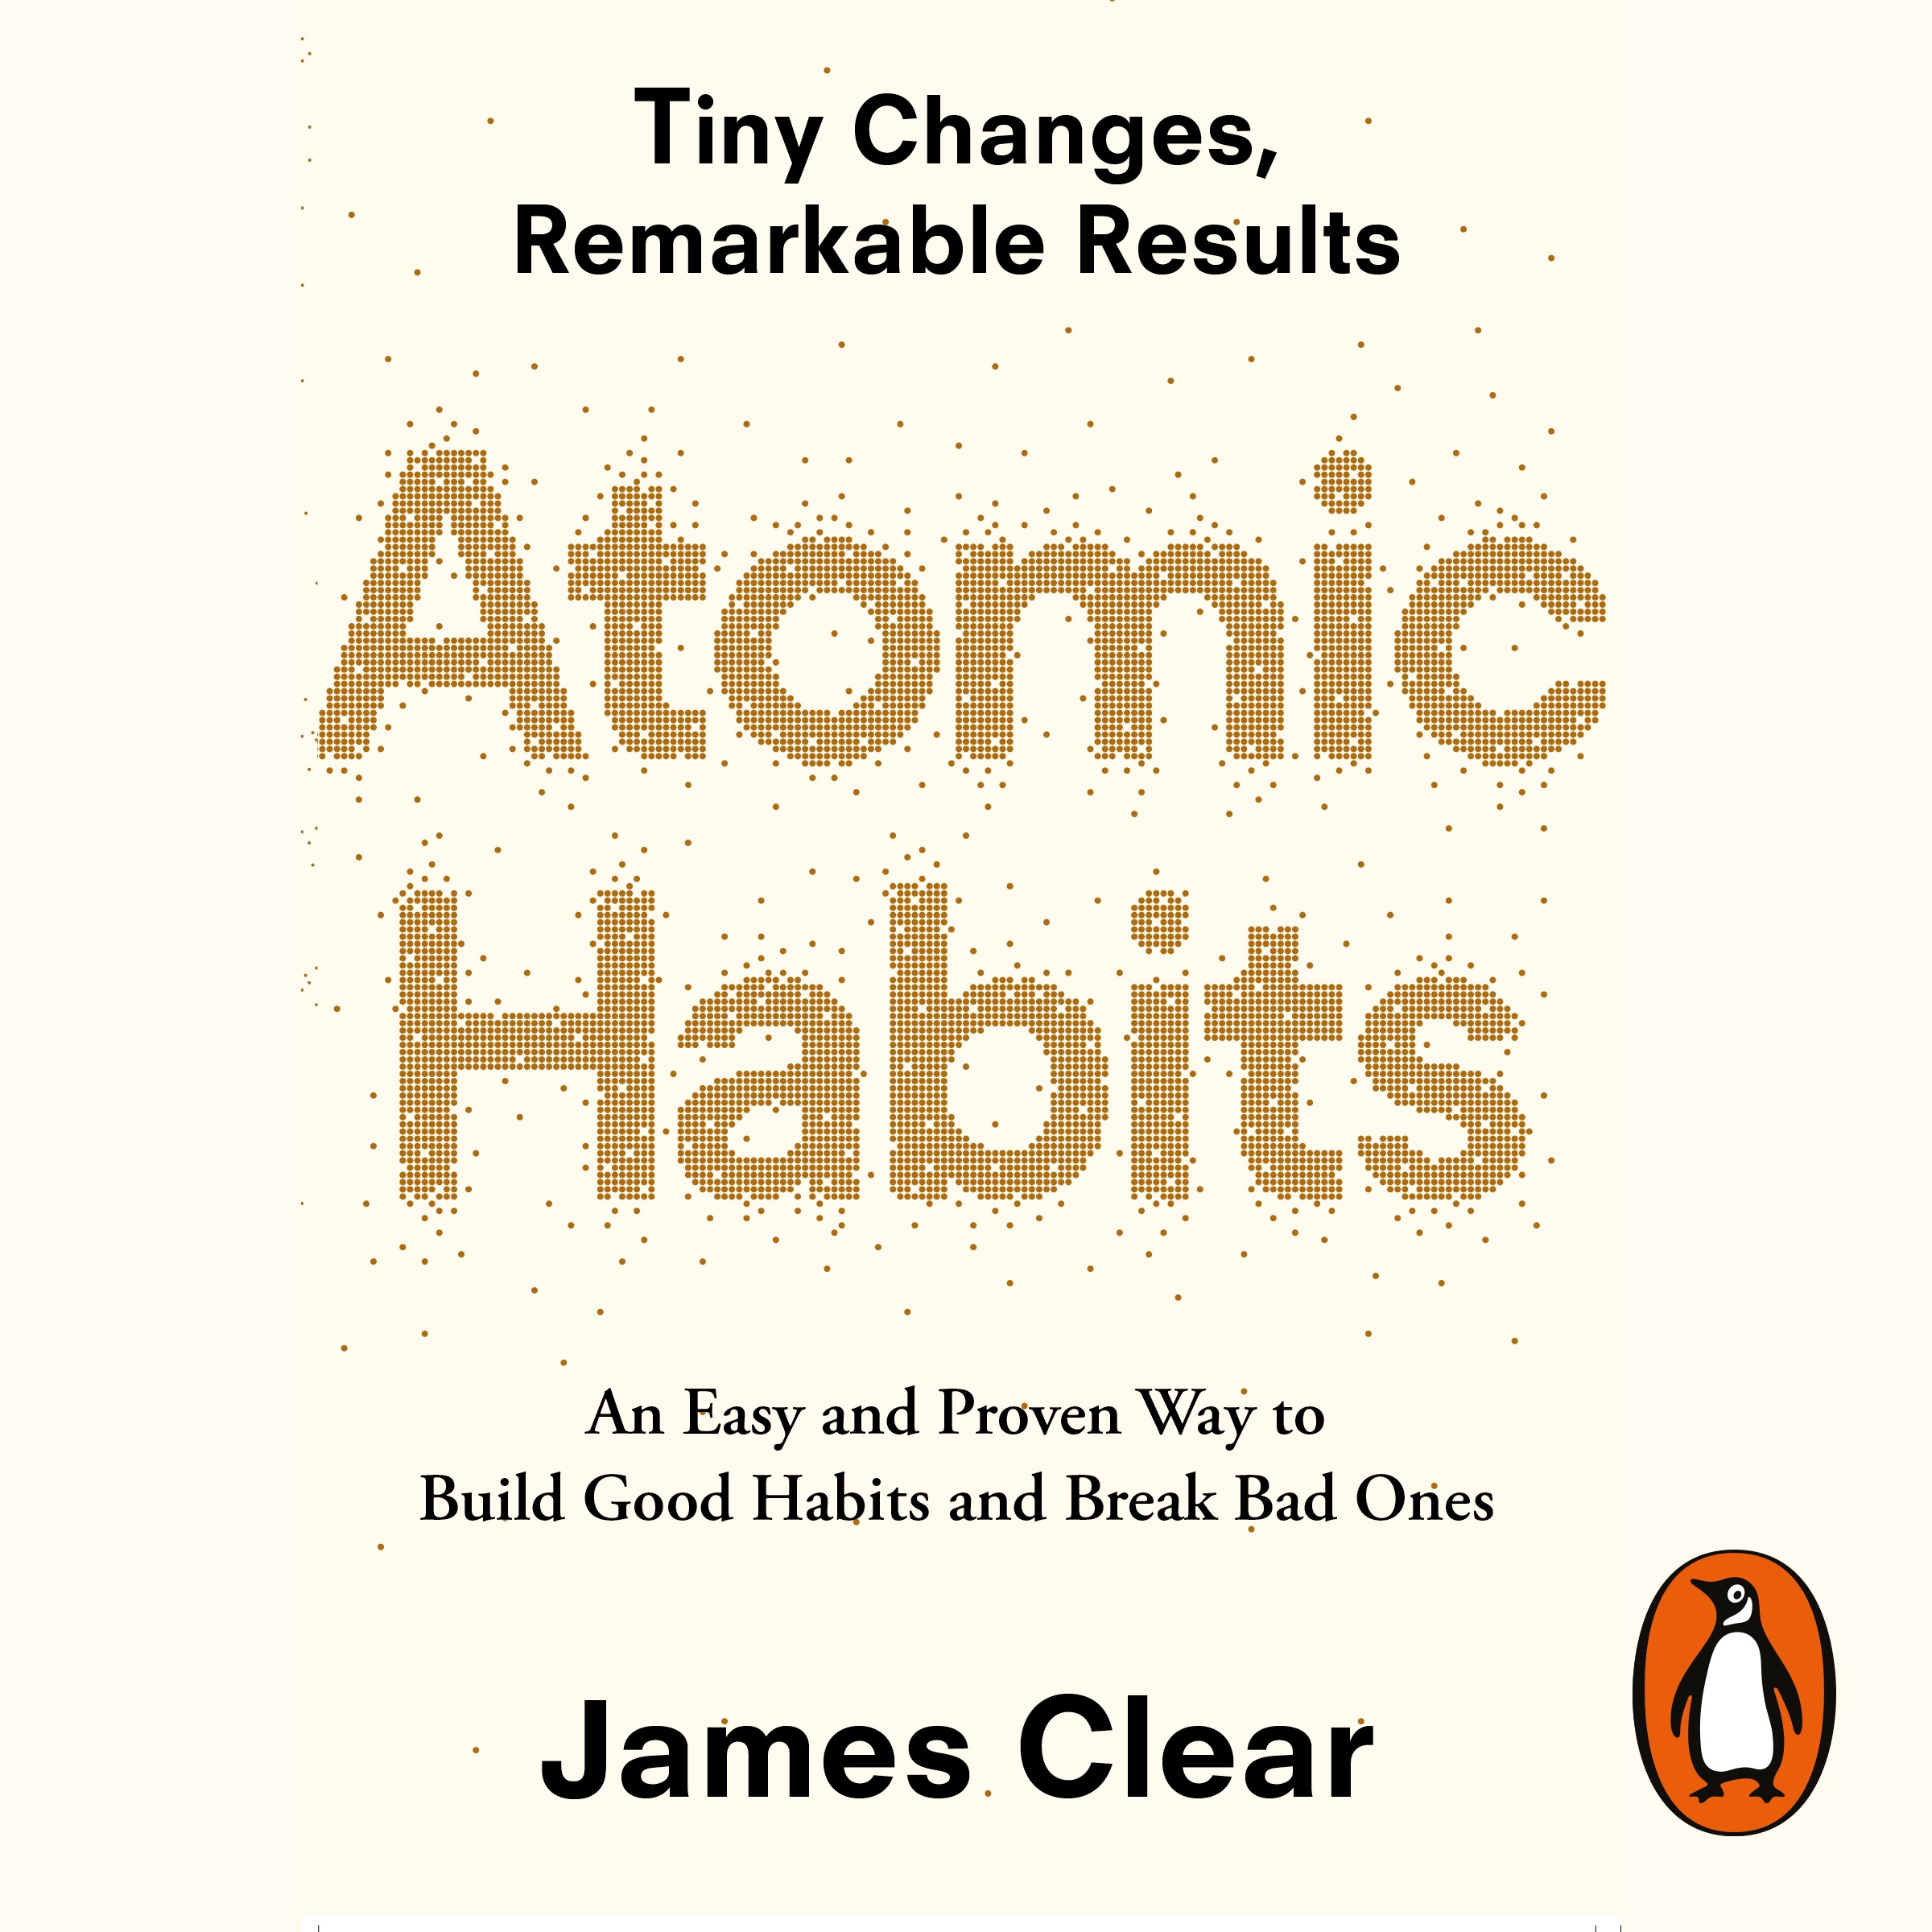 Tiny Changes,
Remarkable Results
Atomic
Habits
An Easy and Proven Way to
Build Good Habits and Break Bad Ones
James Clear